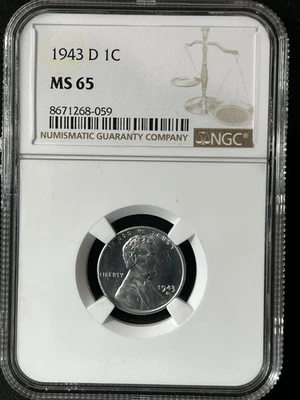 1943 D 1C
MS 65
8671268-059
NUMISMATIC GUARANTY COMPANY
NGC®
IN GOD WE TRUST
LIBERTY
1943
D